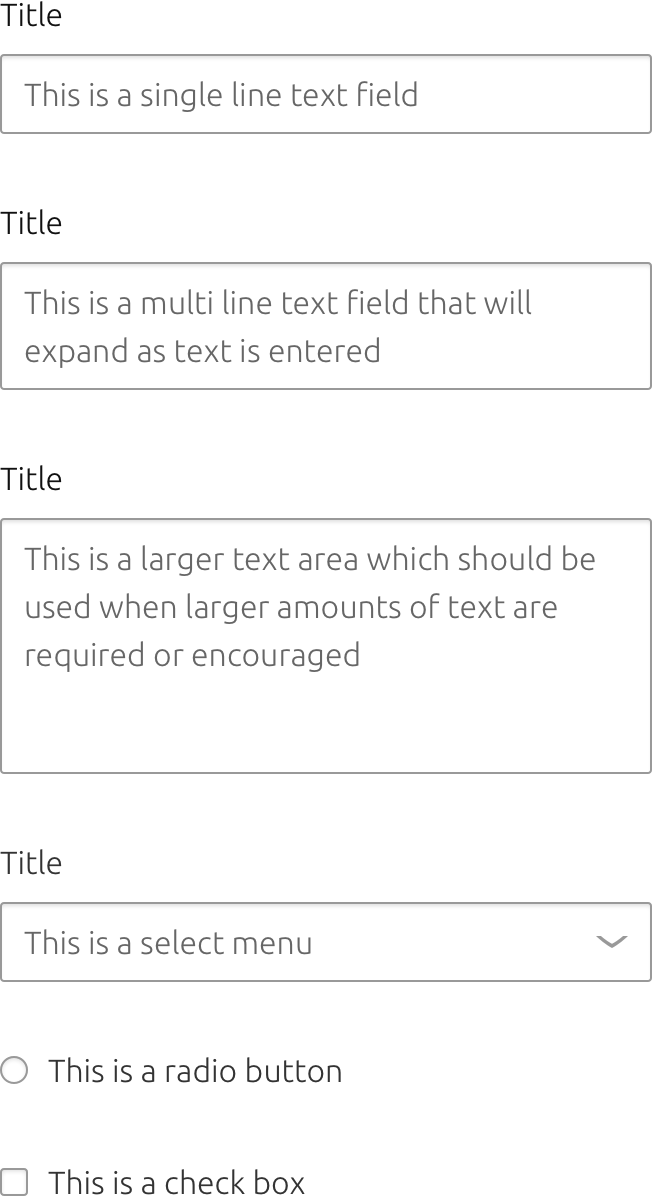 Title
This is a single line text field
Title
This is a multi line text field that will
expand as text is entered
Title
This is a larger text area which should be
used when larger amounts of text are
required or encouraged
Title
This is a select menu
This is a radio button
This is a check box